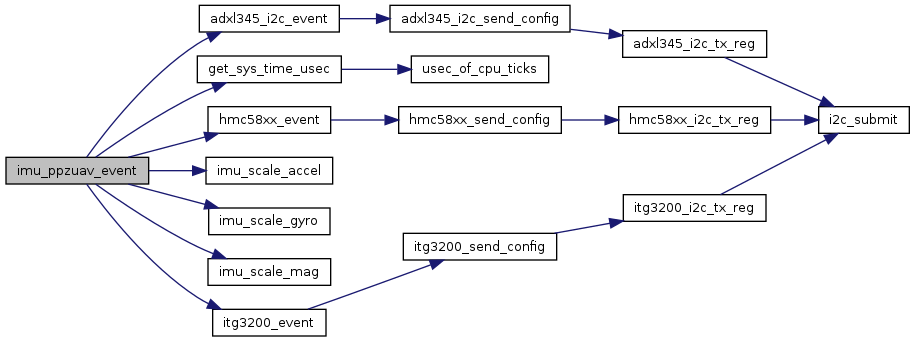 imu_ppzuav_event
adxl345_i2c_event
adxl345_i2c_send_config
adxl345_i2c_tx_reg
get_sys_time_usec
usec_of_cpu_ticks
hmc58xx_event
hmc58xx_send_config
hmc58xx_i2c_tx_reg
i2c_submit
imu_scale_accel
imu_scale_gyro
imu_scale_mag
itg3200_event
itg3200_send_config
itg3200_i2c_tx_reg